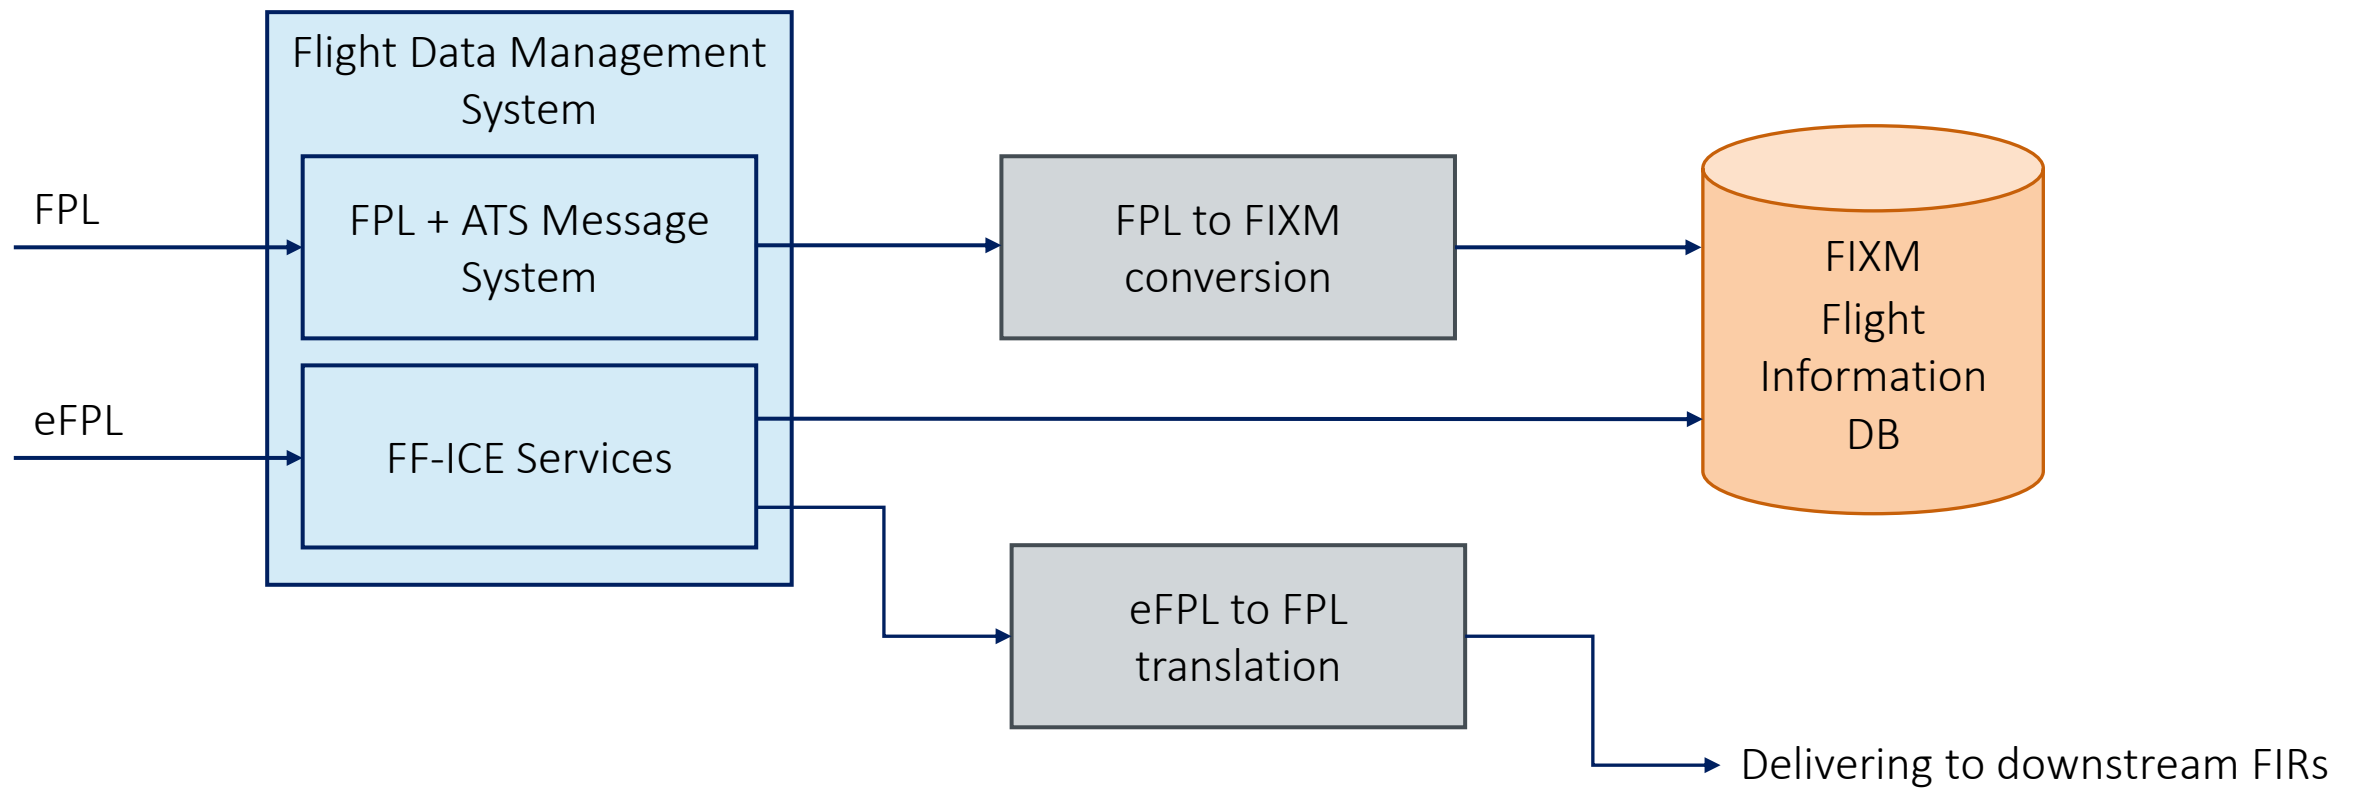 Flight Data Management
System
FPL
FPL + ATS Message
System
FPL to FIXM
conversion
FIXM
Flight
Information
DB
eFPL
FF-ICE Services
eFPL to FPL
translation
Delivering to downstream FIRs